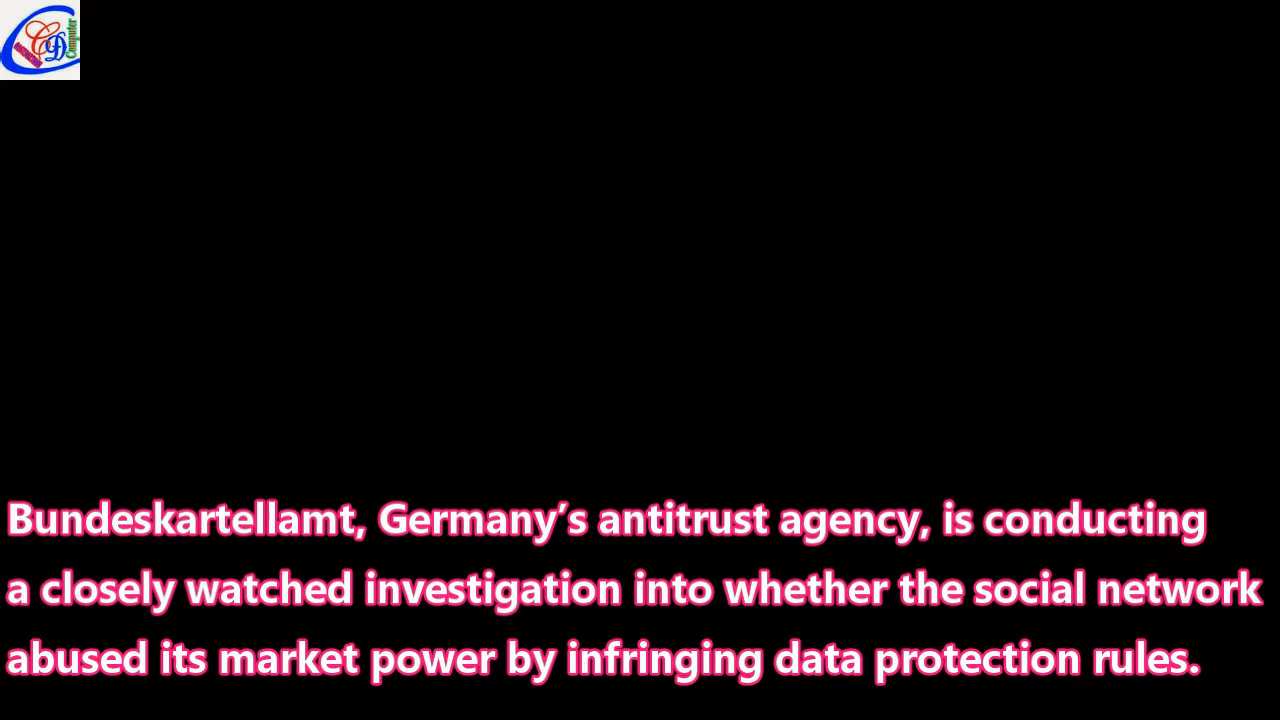 Computer
Bundeskartellamt, Germany’s antitrust agency, is conducting
a closely watched investigation into whether the social network
abused its market power by infringing data protection rules.